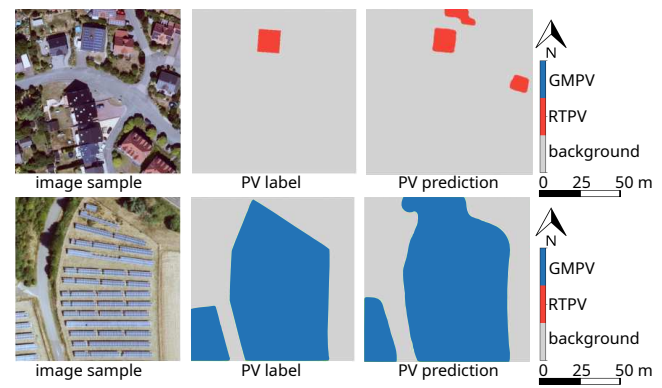 N
GMPV
RTPV
background
image sample PV label PV prediction 0 25 50 m
N
GMPV
RTPV
background
image sample PV label PV prediction 0 25 50 m